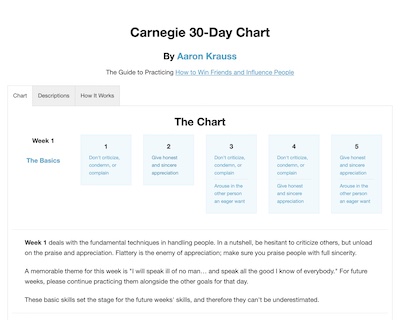 Carnegie 30-Day Chart
By Aaron Krauss
The Guide to Practicing How to Win Friends and Influence People
Chart
Descriptions
How It Works
The Chart
Week 1
The Basics
1
Don't criticize,
condemn, or
complain
2
Give honest
and sincere
appreciation
3
Don't criticize,
condemn, or
complain
Arouse in the
other person
an eager want
4
Don't criticize,
condemn, or
complain
Give honest
and sincere
appreciation
5
Give honest
and sincere
appreciation
Arouse in the
other person
an eager want
Week 1 deals with the fundamental techniques in handling people. In a nutshell, be hesitant to criticize others, but unload
on the praise and appreciation. Flattery is the enemy of appreciation; make sure you praise people with full sincerity.
A memorable theme for this week is "I will speak ill of no man... and speak all the good I know of everybody." For future
weeks, please continue practicing them alongside the other goals for that day.
These basic skills set the stage for the future weeks' skills, and therefore they can't be underestimated.